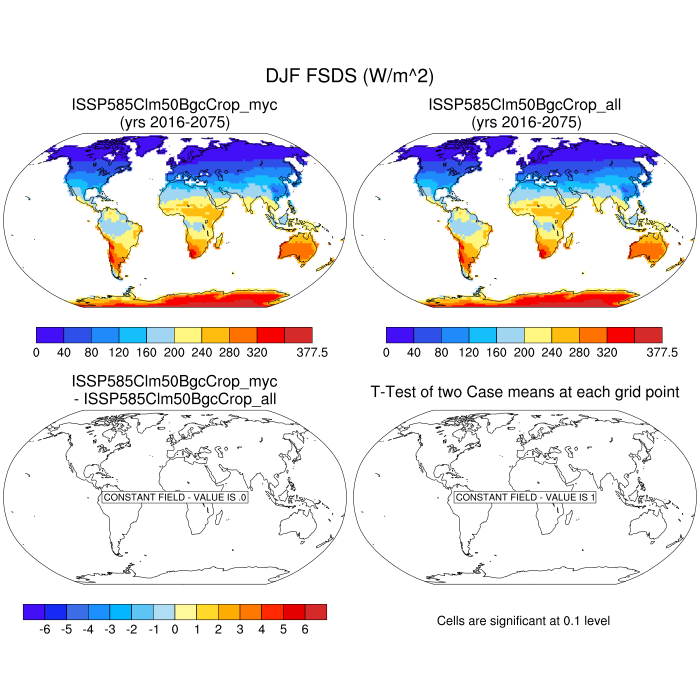 DJF FSDS (W/m^2)
ISSP585Clm50BgcCrop_myc
(yrs 2016-2075)
ISSP585Clm50BgcCrop_all
(yrs 2016-2075)
0 40 80 120 160 200 240 280 320 377.5
0 40 80 120 160 200 240 280 320 377.5
ISSP585Clm50BgcCrop_myc
- ISSP585Clm50BgcCrop_all
T-Test of two Case means at each grid point
CONSTANT FIELD - VALUE IS .0
CONSTANT FIELD - VALUE IS 1
-6 -5 -4 -3 -2 -1 0 1 2 3 4 5 6
Cells are significant at 0.1 level